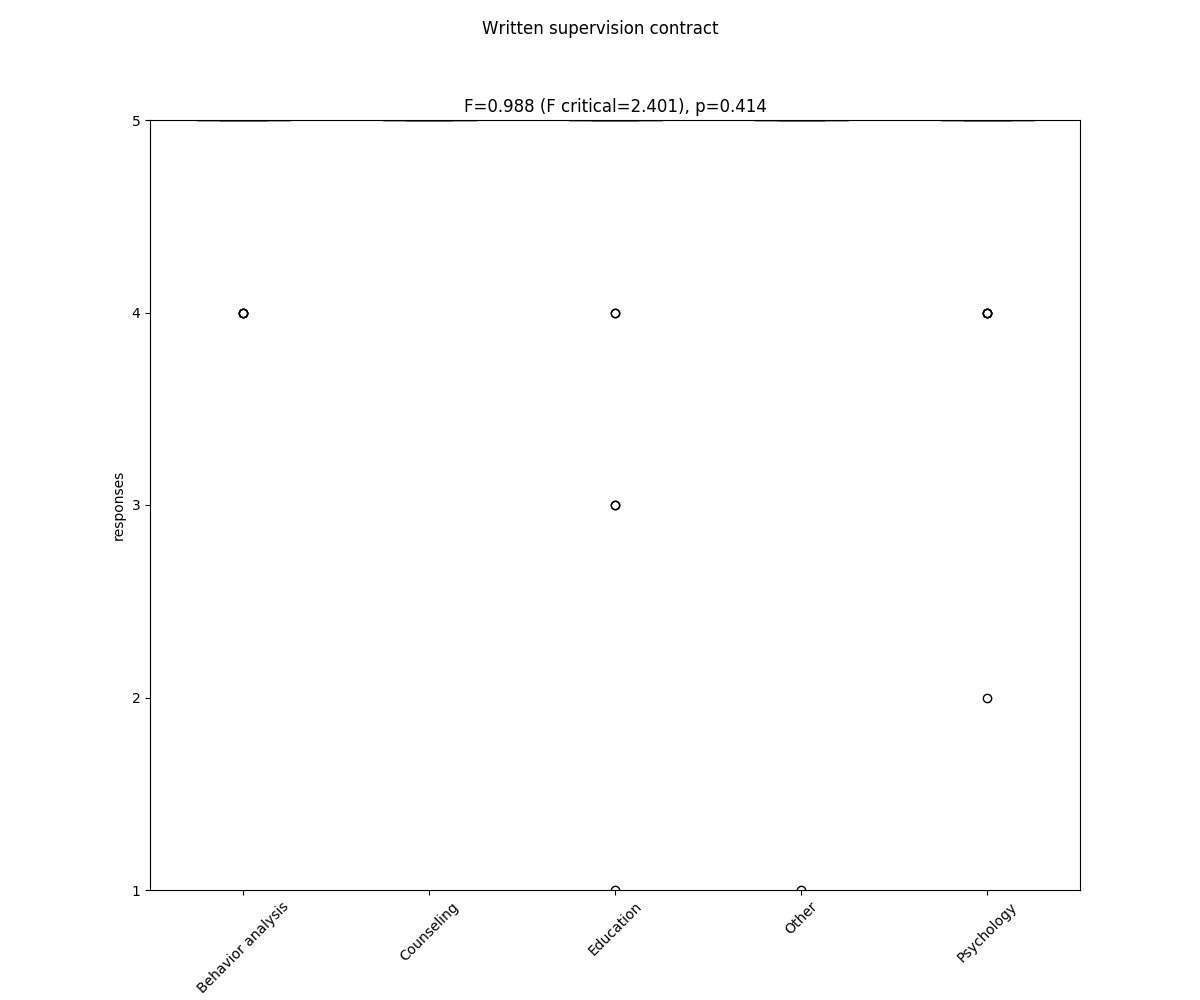 Written supervision contract
F=0.988 (F critical=2.401), p=0.414
5
4
3
2
1
responses
Behavior analysis
Counseling
Education
Other
Psychology